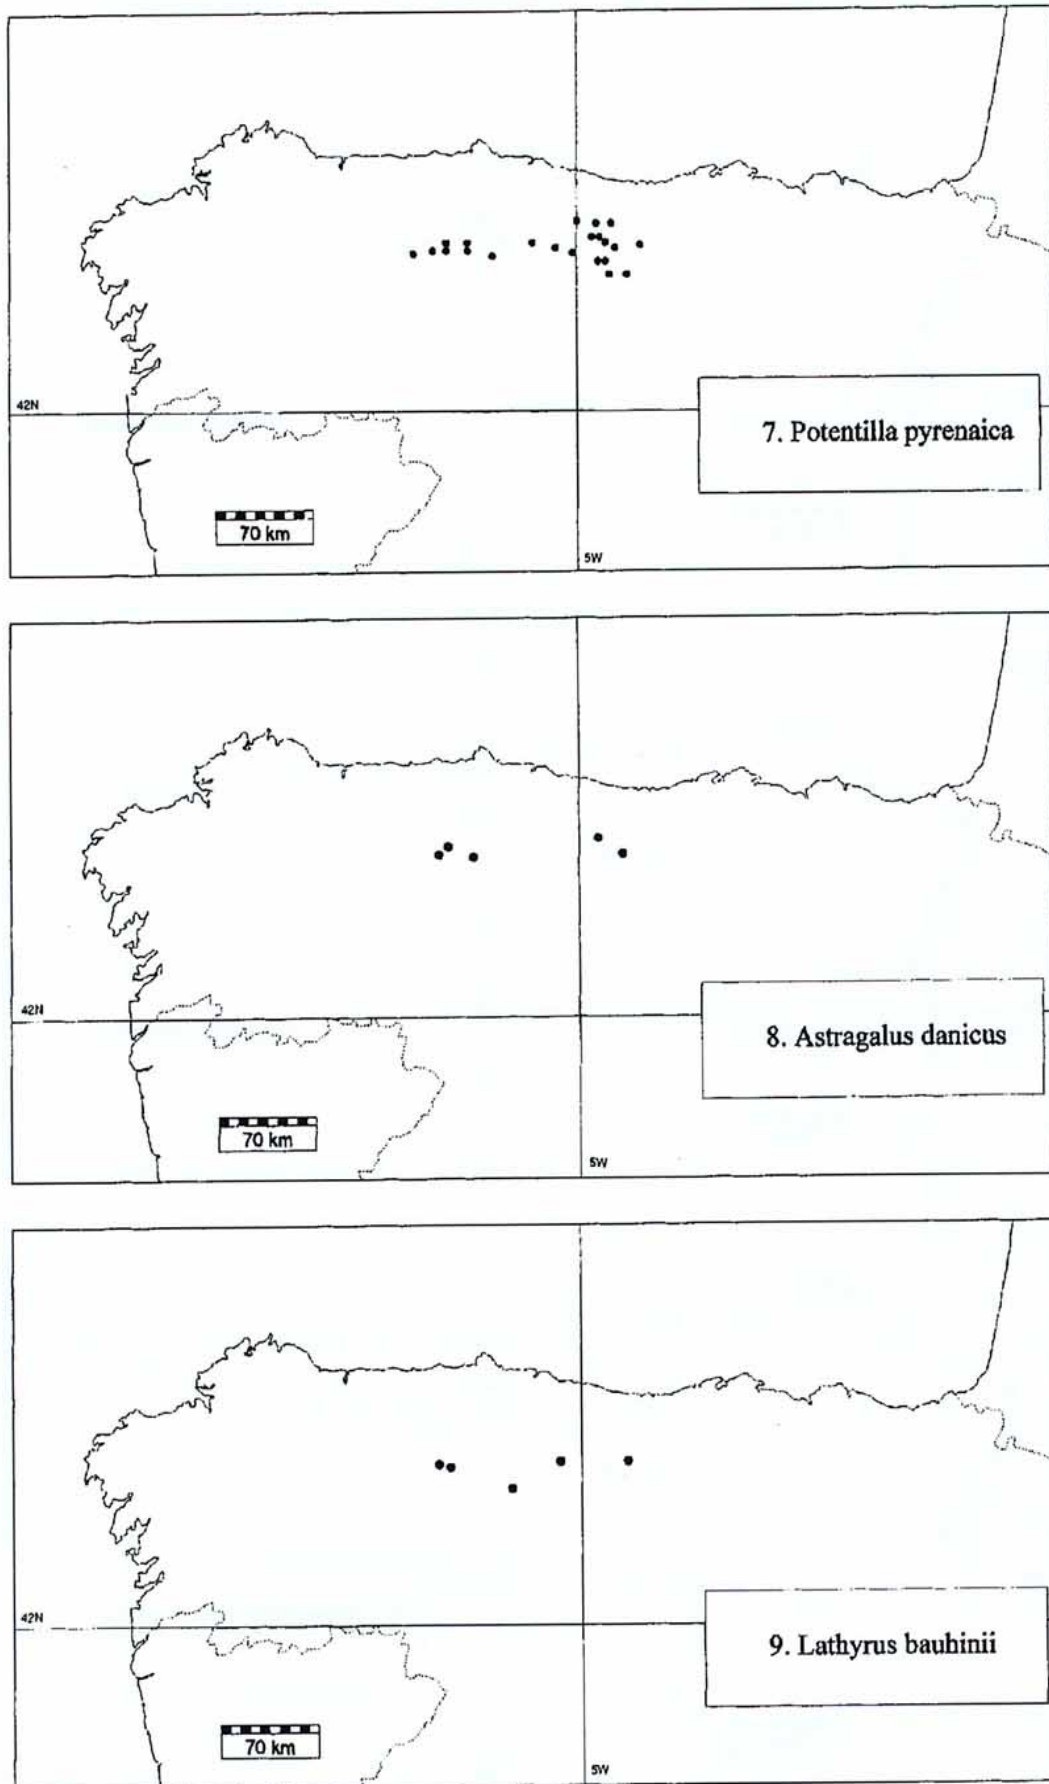 7. Potentilla pyrenaica
42N
70 km
5W
8. Astragalus danicus
42N
70 km
5W
9. Lathyrus bauhinii
42N
70 km
5W